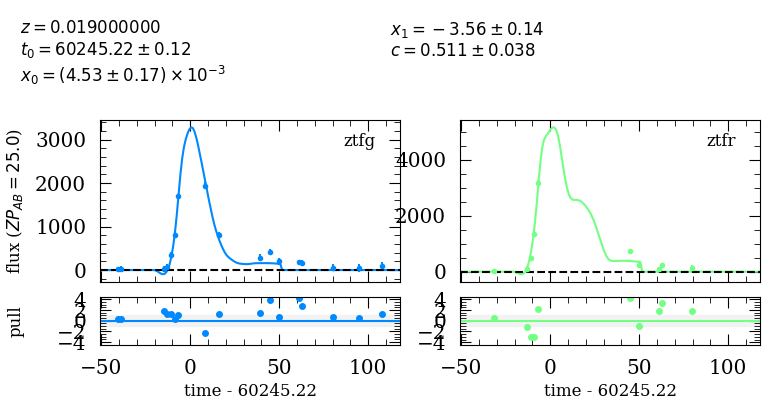 z = 0.019000000
t₀ = 60245.22 ± 0.12
x₀ = (4.53 ± 0.17) × 10⁻³
x₁ = −3.56 ± 0.14
c = 0.511 ± 0.038
ztfg
ztfr
flux (ZP_AB = 25.0)
3000
2000
1000
0
4000
2000
0
pull
4
2
0
−2
−4
4
2
0
−2
−4
−50 0 50 100
−50 0 50 100
time - 60245.22
time - 60245.22